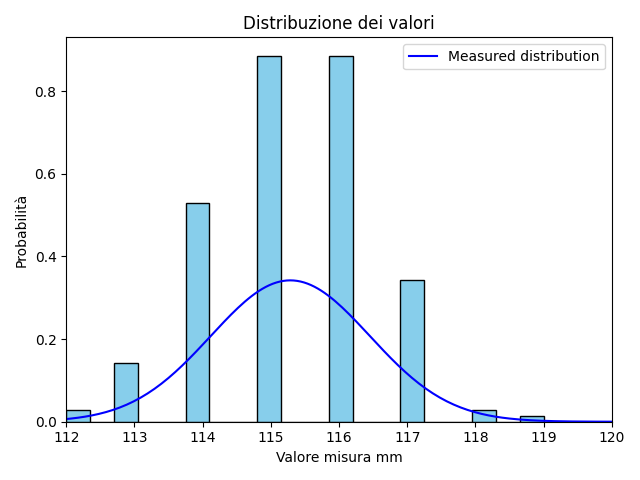 Distribuzione dei valori
Measured distribution
Probabilità
0.8
0.6
0.4
0.2
0.0
112 113 114 115 116 117 118 119 120
Valore misura mm